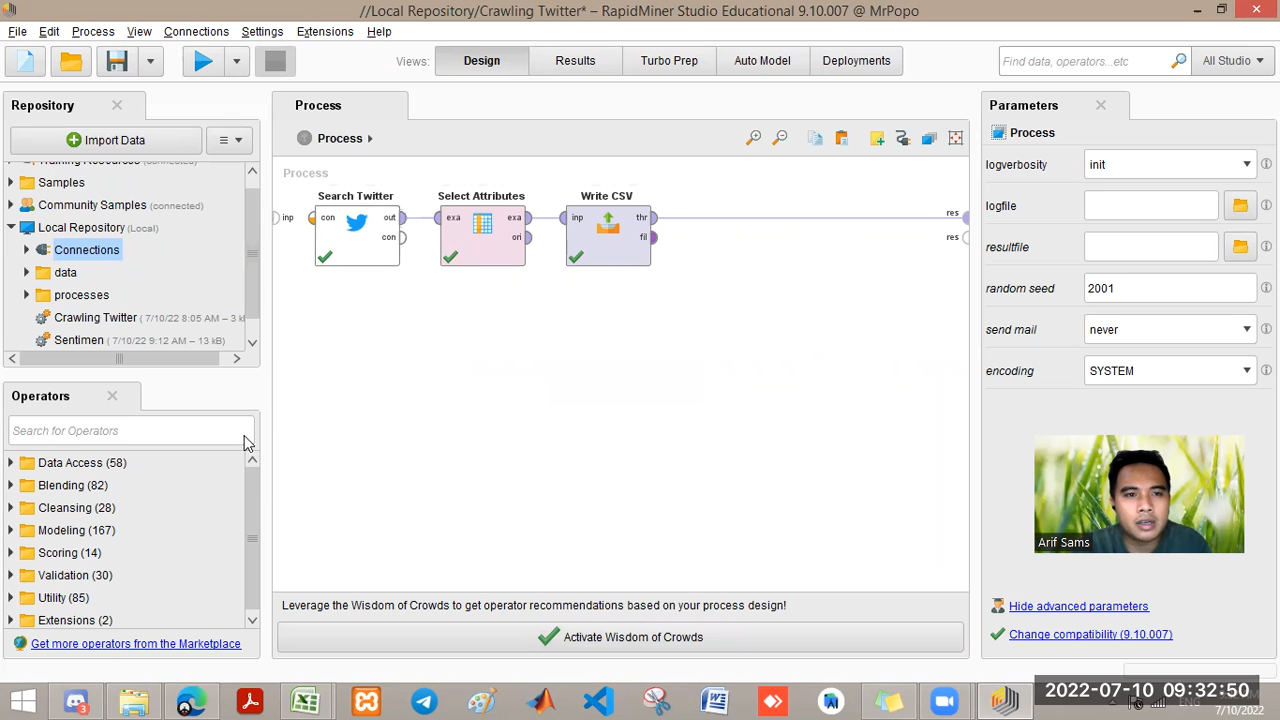 //Local Repository/Crawling Twitter* – RapidMiner Studio Educational 9.10.007 @ MrPopo
File Edit Process View Connections Settings Extensions Help
Views: Design Results Turbo Prep Auto Model Deployments Find data, operators...etc All Studio
Repository
Import Data
Training Resources (connected)
Samples
Community Samples (connected)
Local Repository (Local)
Connections
data
processes
Crawling Twitter (7/10/22 8:05 AM – 3 k
Sentimen (7/10/22 9:12 AM – 13 kB)
Operators
Search for Operators
Data Access (58)
Blending (82)
Cleansing (28)
Modeling (167)
Scoring (14)
Validation (30)
Utility (85)
Extensions (2)
Get more operators from the Marketplace
Process
Process
Process
Search Twitter Select Attributes Write CSV
inp con out exa exa inp thr res
con ori fil res
Leverage the Wisdom of Crowds to get operator recommendations based on your process design!
Activate Wisdom of Crowds
Parameters
Process
logverbosity init
logfile
resultfile
random seed 2001
send mail never
encoding SYSTEM
Arif Sams
Hide advanced parameters
Change compatibility (9.10.007)
2022-07-10 09:32:50
ENG
7/10/2022